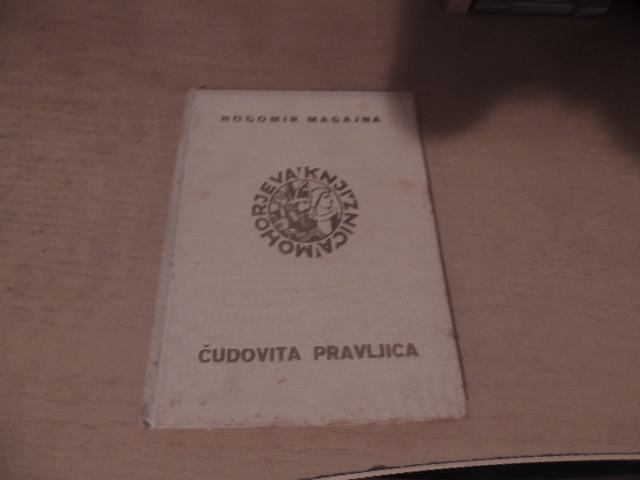 BOGOMIR MAGAJNA
MOHORJEVA KNJIŽNICA
ČUDOVITA PRAVLJICA